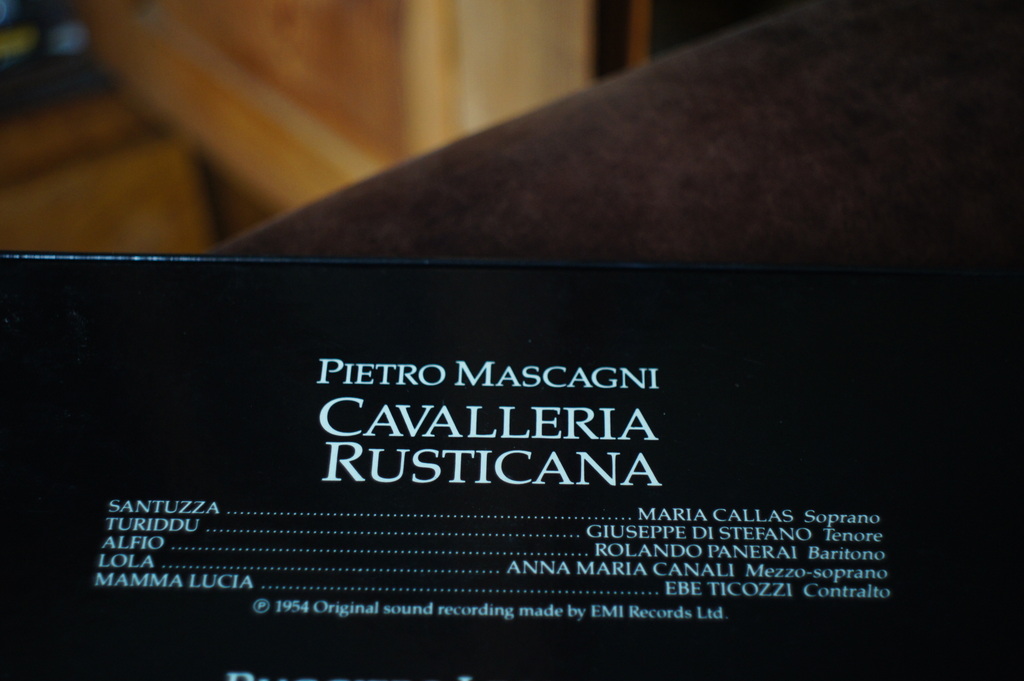 PIETRO MASCAGNI
CAVALLERIA
RUSTICANA
SANTUZZA ........................................................ MARIA CALLAS Soprano
TURIDDU ................................................... GIUSEPPE DI STEFANO Tenore
ALFIO ........................................................ ROLANDO PANERAI Baritono
LOLA ............................................. ANNA MARIA CANALI Mezzo-soprano
MAMMA LUCIA ...................................................... EBE TICOZZI Contralto
℗ 1954 Original sound recording made by EMI Records Ltd.